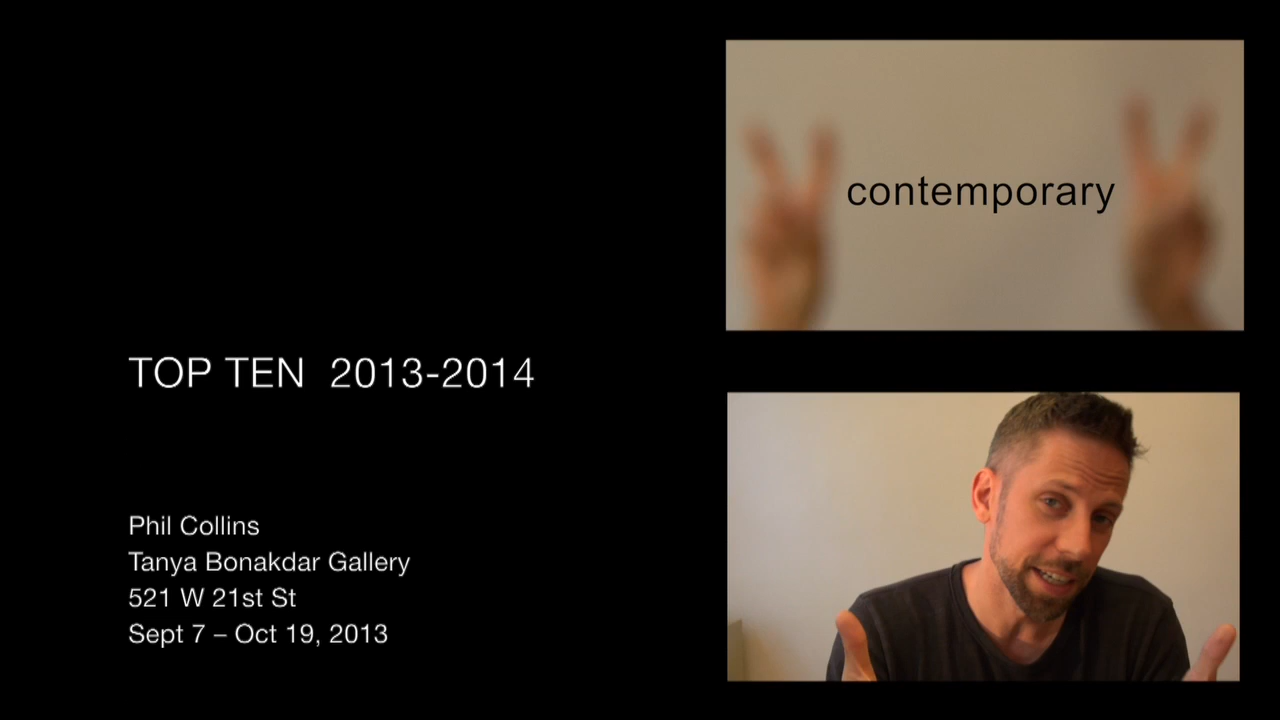 contemporary
TOP TEN 2013-2014
Phil Collins
Tanya Bonakdar Gallery
521 W 21st St
Sept 7 – Oct 19, 2013